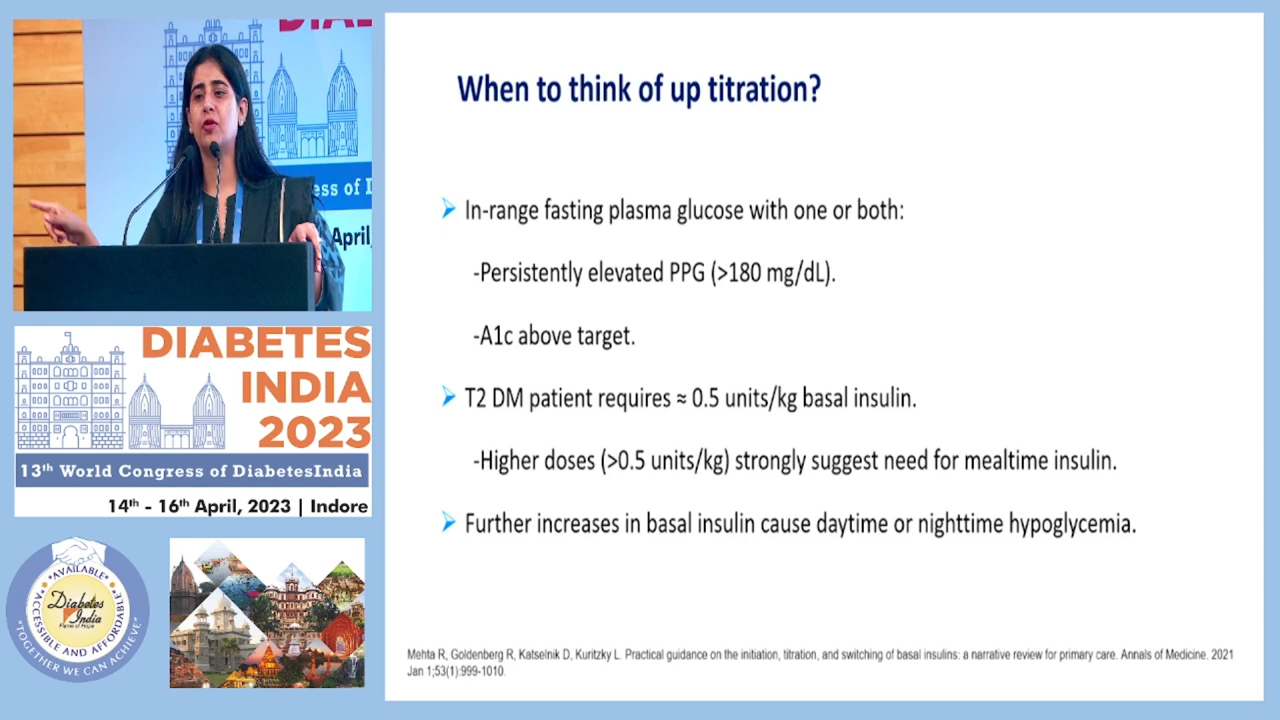 ess of I
April,
DIABETES
INDIA
2023
13th World Congress of DiabetesIndia
14th - 16th April, 2023 | Indore
*AVAILABLE*
*ACCESSIBLE AND AFFORDABLE*
Diabetes
India
"TOGETHER WE CAN ACHIEVE"
When to think of up titration?
In-range fasting plasma glucose with one or both:
-Persistently elevated PPG (>180 mg/dL).
-A1c above target.
T2 DM patient requires ≈ 0.5 units/kg basal insulin.
-Higher doses (>0.5 units/kg) strongly suggest need for mealtime insulin.
Further increases in basal insulin cause daytime or nighttime hypoglycemia.
Mehta R, Goldenberg R, Katselnik D, Kuritzky L. Practical guidance on the initiation, titration, and switching of basal insulins: a narrative review for primary care. Annals of Medicine. 2021
Jan 1;53(1):999-1010.